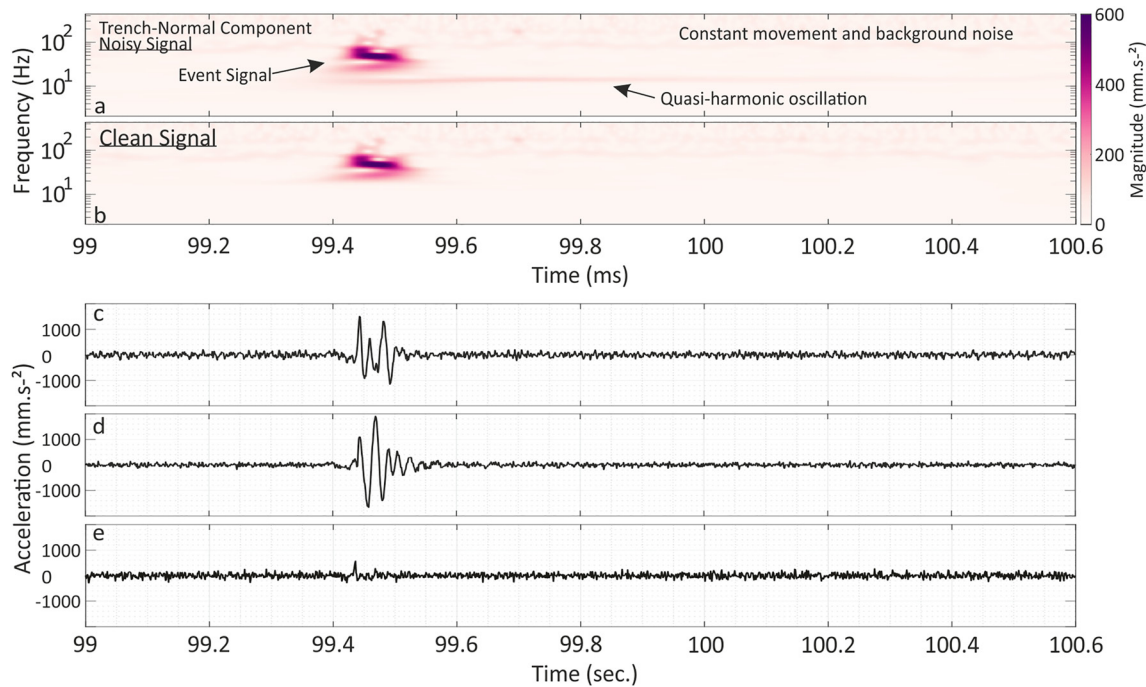 Trench-Normal Component
Noisy Signal
Constant movement and background noise
Event Signal
Quasi-harmonic oscillation
a
10²
10¹
Clean Signal
b
10²
10¹
Frequency (Hz)
600
400
200
0
Magnitude (mm.s-²)
99 99.2 99.4 99.6 99.8 100 100.2 100.4 100.6
Time (ms)
c
1000
0
-1000
d
1000
0
-1000
e
1000
0
-1000
Acceleration (mm.s-²)
99 99.2 99.4 99.6 99.8 100 100.2 100.4 100.6
Time (sec.)